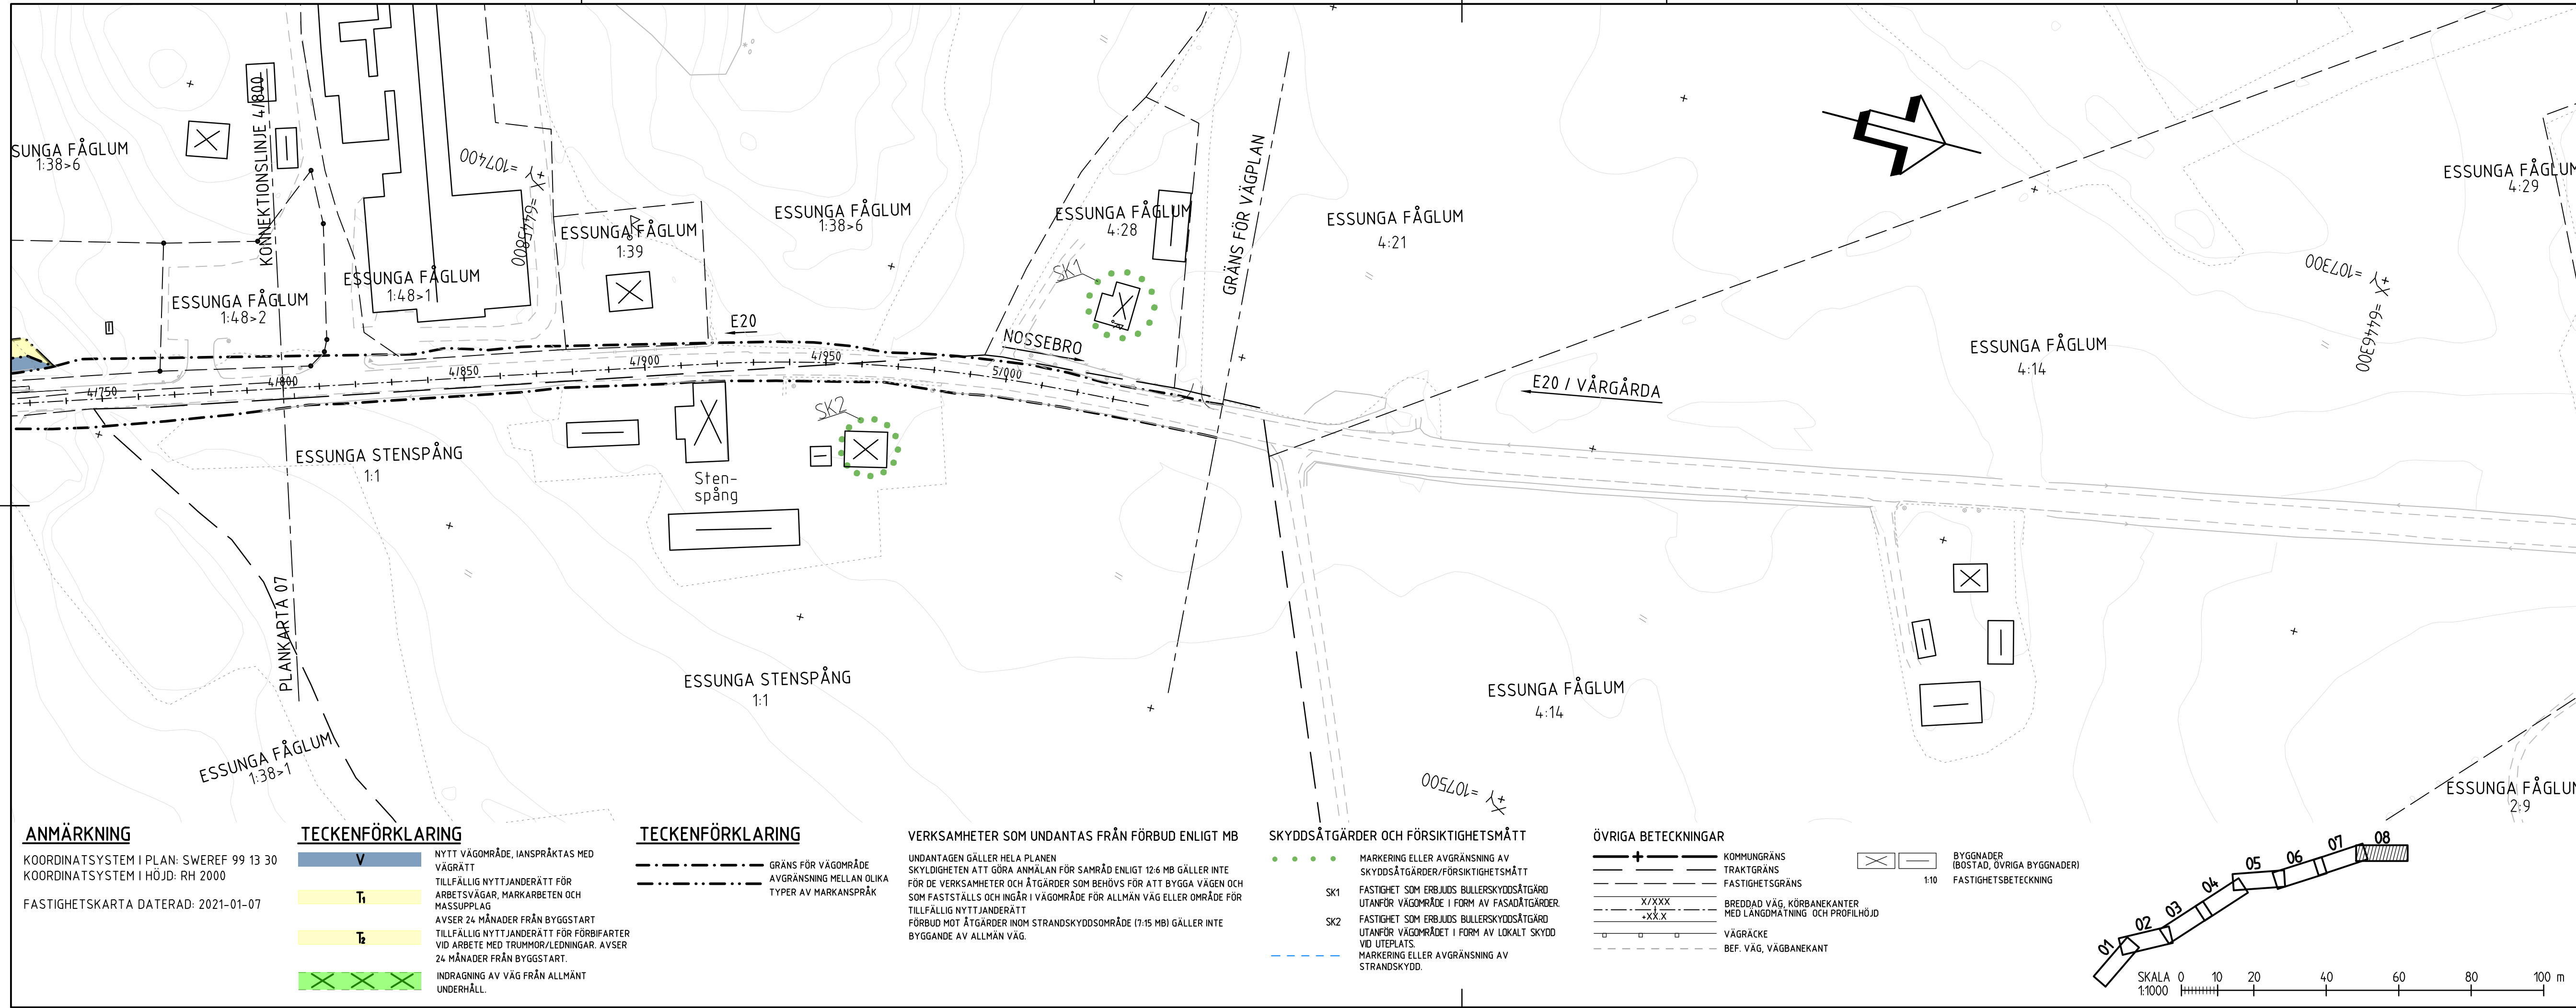 SUNGA FÅGLUM
1:38>6
KONNEKTIONSLINJE 4/800
ESSUNGA FÅGLUM
1:48>2
ESSUNGA FÅGLUM
1:48>1
+Y =107400
+X =6445800
ESSUNGA FÅGLUM
1:39
ESSUNGA FÅGLUM
1:38>6
ESSUNGA FÅGLUM
4:28
SK1
GRÄNS FÖR VÄGPLAN
ESSUNGA FÅGLUM
4:21
ESSUNGA FÅGLUM
4:29
+Y =107300
+X =6446300
ESSUNGA FÅGLUM
4:14
E20
NOSSEBRO
E20 / VÅRGÅRDA
4/750
4/800
4/850
4/900
4/950
5/000
SK2
ESSUNGA STENSPÅNG
1:1
Sten-
spång
PLANKARTA 07
ESSUNGA STENSPÅNG
1:1
ESSUNGA FÅGLUM
4:14
ESSUNGA FÅGLUM
1:38>1
+Y =107500
ESSUNGA FÅGLUM
2:9
ANMÄRKNING
KOORDINATSYSTEM I PLAN: SWEREF 99 13 30
KOORDINATSYSTEM I HÖJD: RH 2000
FASTIGHETSKARTA DATERAD: 2021-01-07
TECKENFÖRKLARING
V
NYTT VÄGOMRÅDE, IANSPRÅKTAS MED
VÄGRÄTT
T1
TILLFÄLLIG NYTTJANDERÄTT FÖR
ARBETSVÄGAR, MARKARBETEN OCH
MASSUPPLAG
AVSER 24 MÅNADER FRÅN BYGGSTART
T2
TILLFÄLLIG NYTTJANDERÄTT FÖR FÖRBIFARTER
VID ARBETE MED TRUMMOR/LEDNINGAR. AVSER
24 MÅNADER FRÅN BYGGSTART.
INDRAGNING AV VÄG FRÅN ALLMÄNT
UNDERHÅLL.
TECKENFÖRKLARING
GRÄNS FÖR VÄGOMRÅDE
AVGRÄNSNING MELLAN OLIKA
TYPER AV MARKANSPRÅK
VERKSAMHETER SOM UNDANTAS FRÅN FÖRBUD ENLIGT MB
UNDANTAGEN GÄLLER HELA PLANEN
SKYLDIGHETEN ATT GÖRA ANMÄLAN FÖR SAMRÅD ENLIGT 12:6 MB GÄLLER INTE
FÖR DE VERKSAMHETER OCH ÅTGÄRDER SOM BEHÖVS FÖR ATT BYGGA VÄGEN OCH
SOM FASTSTÄLLS OCH INGÅR I VÄGOMRÅDE FÖR ALLMÄN VÄG ELLER OMRÅDE FÖR
TILLFÄLLIG NYTTJANDERÄTT
FÖRBUD MOT ÅTGÄRDER INOM STRANDSKYDDSOMRÅDE (7:15 MB) GÄLLER INTE
BYGGANDE AV ALLMÄN VÄG.
SKYDDSÅTGÄRDER OCH FÖRSIKTIGHETSMÅTT
MARKERING ELLER AVGRÄNSNING AV
SKYDDSÅTGÄRDER/FÖRSIKTIGHETSMÅTT
SK1
FASTIGHET SOM ERBJUDS BULLERSKYDDSÅTGÄRD
UTANFÖR VÄGOMRÅDE I FORM AV FASADÅTGÄRDER.
SK2
FASTIGHET SOM ERBJUDS BULLERSKYDDSÅTGÄRD
UTANFÖR VÄGOMRÅDET I FORM AV LOKALT SKYDD
VID UTEPLATS.
MARKERING ELLER AVGRÄNSNING AV
STRANDSKYDD.
ÖVRIGA BETECKNINGAR
KOMMUNGRÄNS
TRAKTGRÄNS
FASTIGHETSGRÄNS
X/XXX
+XX.X
BREDDAD VÄG, KÖRBANEKANTER
MED LÄNGDMÄTNING OCH PROFILHÖJD
VÄGRÄCKE
BEF. VÄG, VÄGBANEKANT
BYGGNADER
(BOSTAD, ÖVRIGA BYGGNADER)
1:10
FASTIGHETSBETECKNING
01
02
03
04
05
06
07
08
SKALA
1:1000
0 10 20 40 60 80 100 m